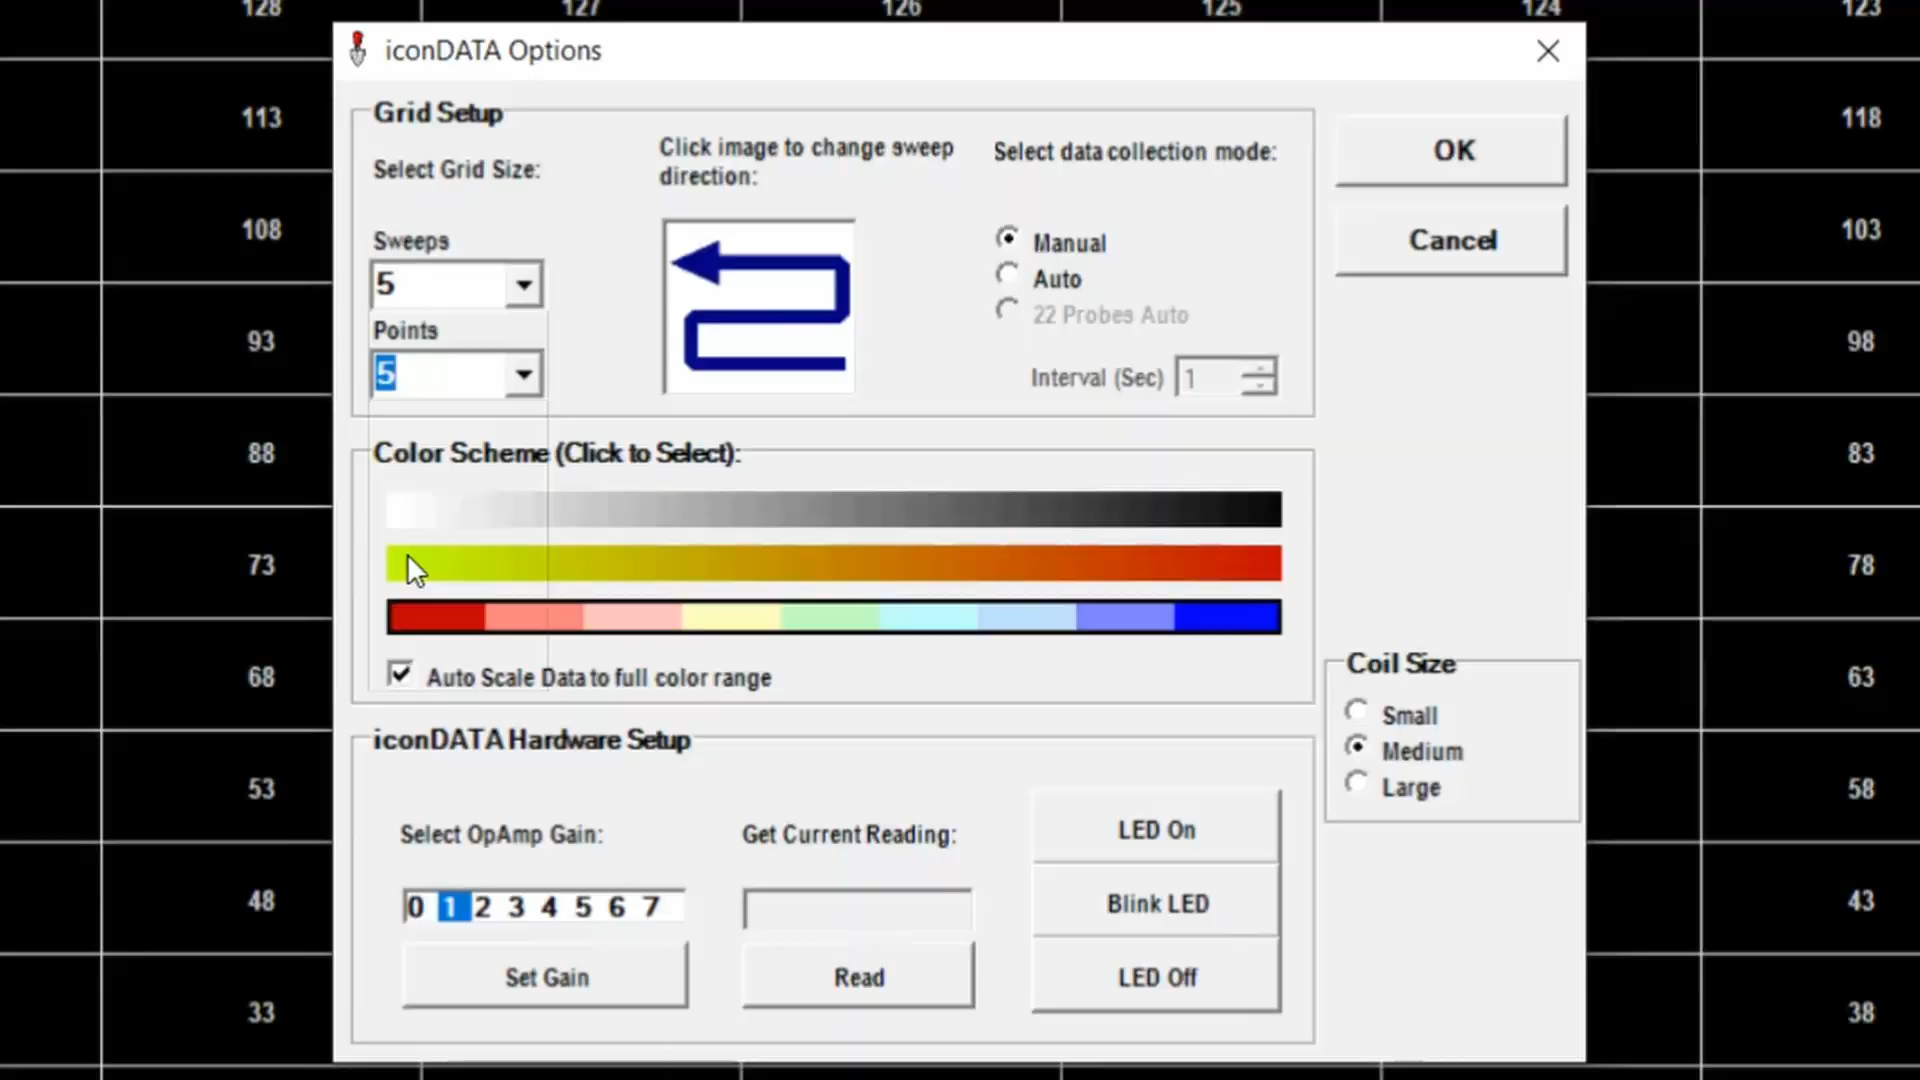 128 127 126 125 124 123
iconDATA Options
113 118
Grid Setup
Select Grid Size:
Click image to change sweep
direction:
Select data collection mode:
OK
108 103
Sweeps
5
Manual
Auto
22 Probes Auto
Cancel
Points
5
Interval (Sec) 1
93 98
88 83
Color Scheme (Click to Select):
73 78
68 63
Auto Scale Data to full color range
Coil Size
Small
Medium
Large
iconDATA Hardware Setup
53 58
Select OpAmp Gain:
Get Current Reading:
LED On
48 43
0 1 2 3 4 5 6 7
Blink LED
Set Gain
Read
LED Off
33 38